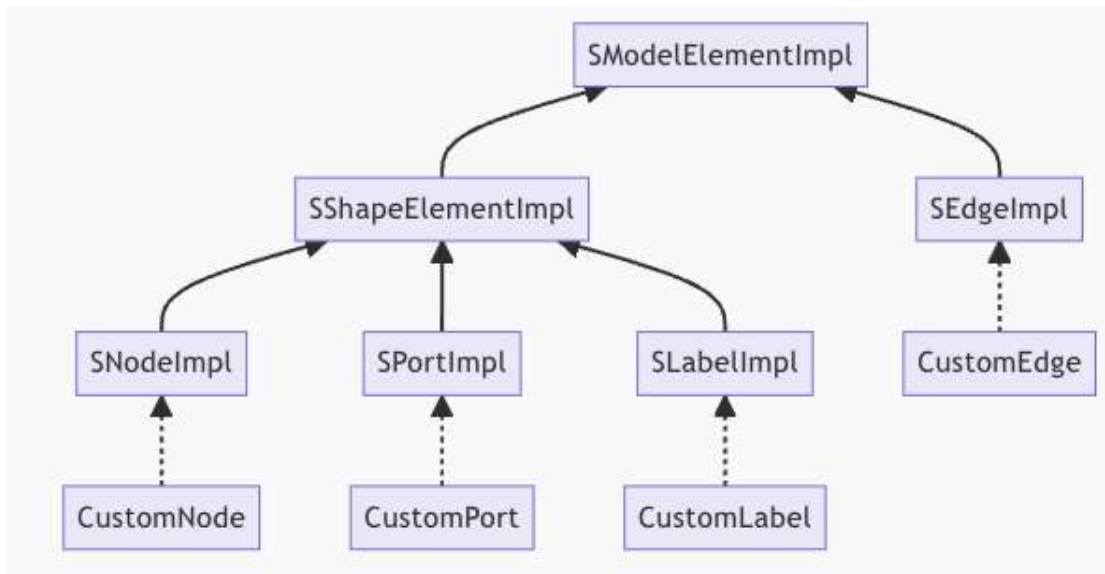 SModelElementImpl
SShapeElementImpl
SEdgeImpl
SNodeImpl
SPortImpl
SLabelImpl
CustomEdge
CustomNode
CustomPort
CustomLabel